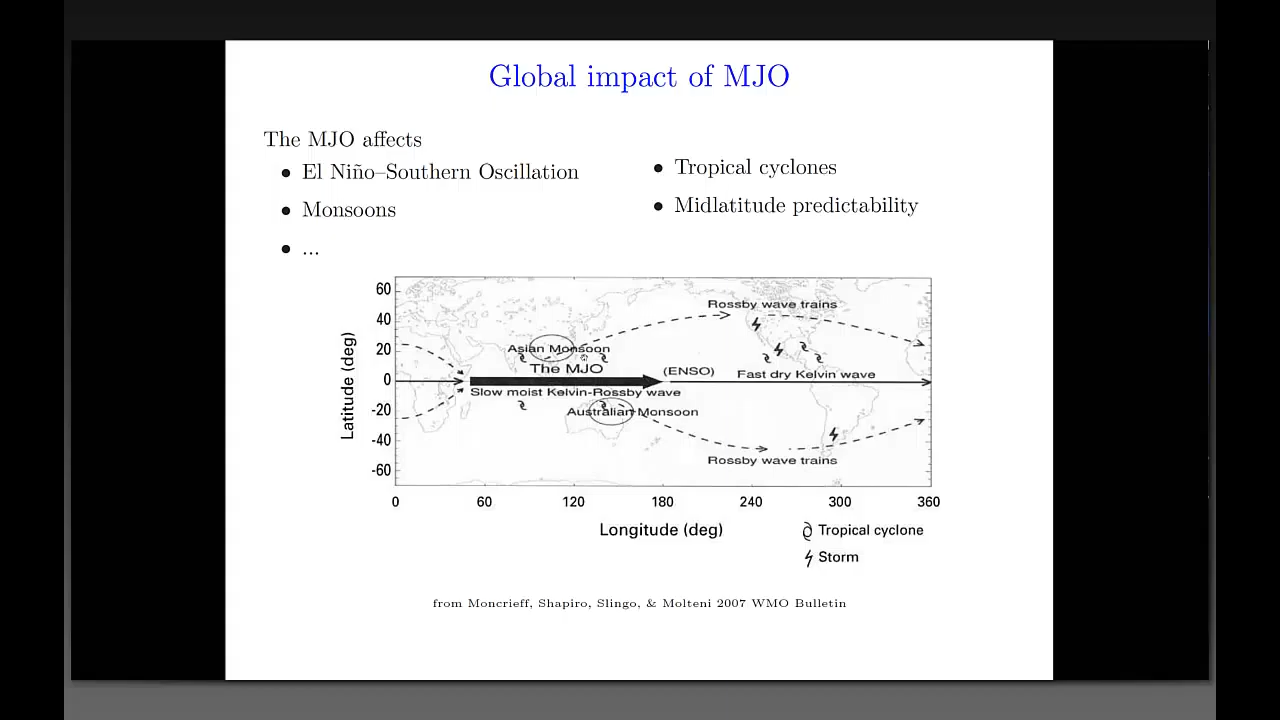 Global impact of MJO
The MJO affects
• El Niño–Southern Oscillation
• Monsoons
• ...
• Tropical cyclones
• Midlatitude predictability
60
40
20
0
-20
-40
-60
Latitude (deg)
Rossby wave trains
Asian Monsoon
The MJO
(ENSO)
Fast dry Kelvin wave
Slow moist Kelvin-Rossby wave
Australian Monsoon
Rossby wave trains
0 60 120 180 240 300 360
Longitude (deg)
Tropical cyclone
Storm
from Moncrieff, Shapiro, Slingo, & Molteni 2007 WMO Bulletin